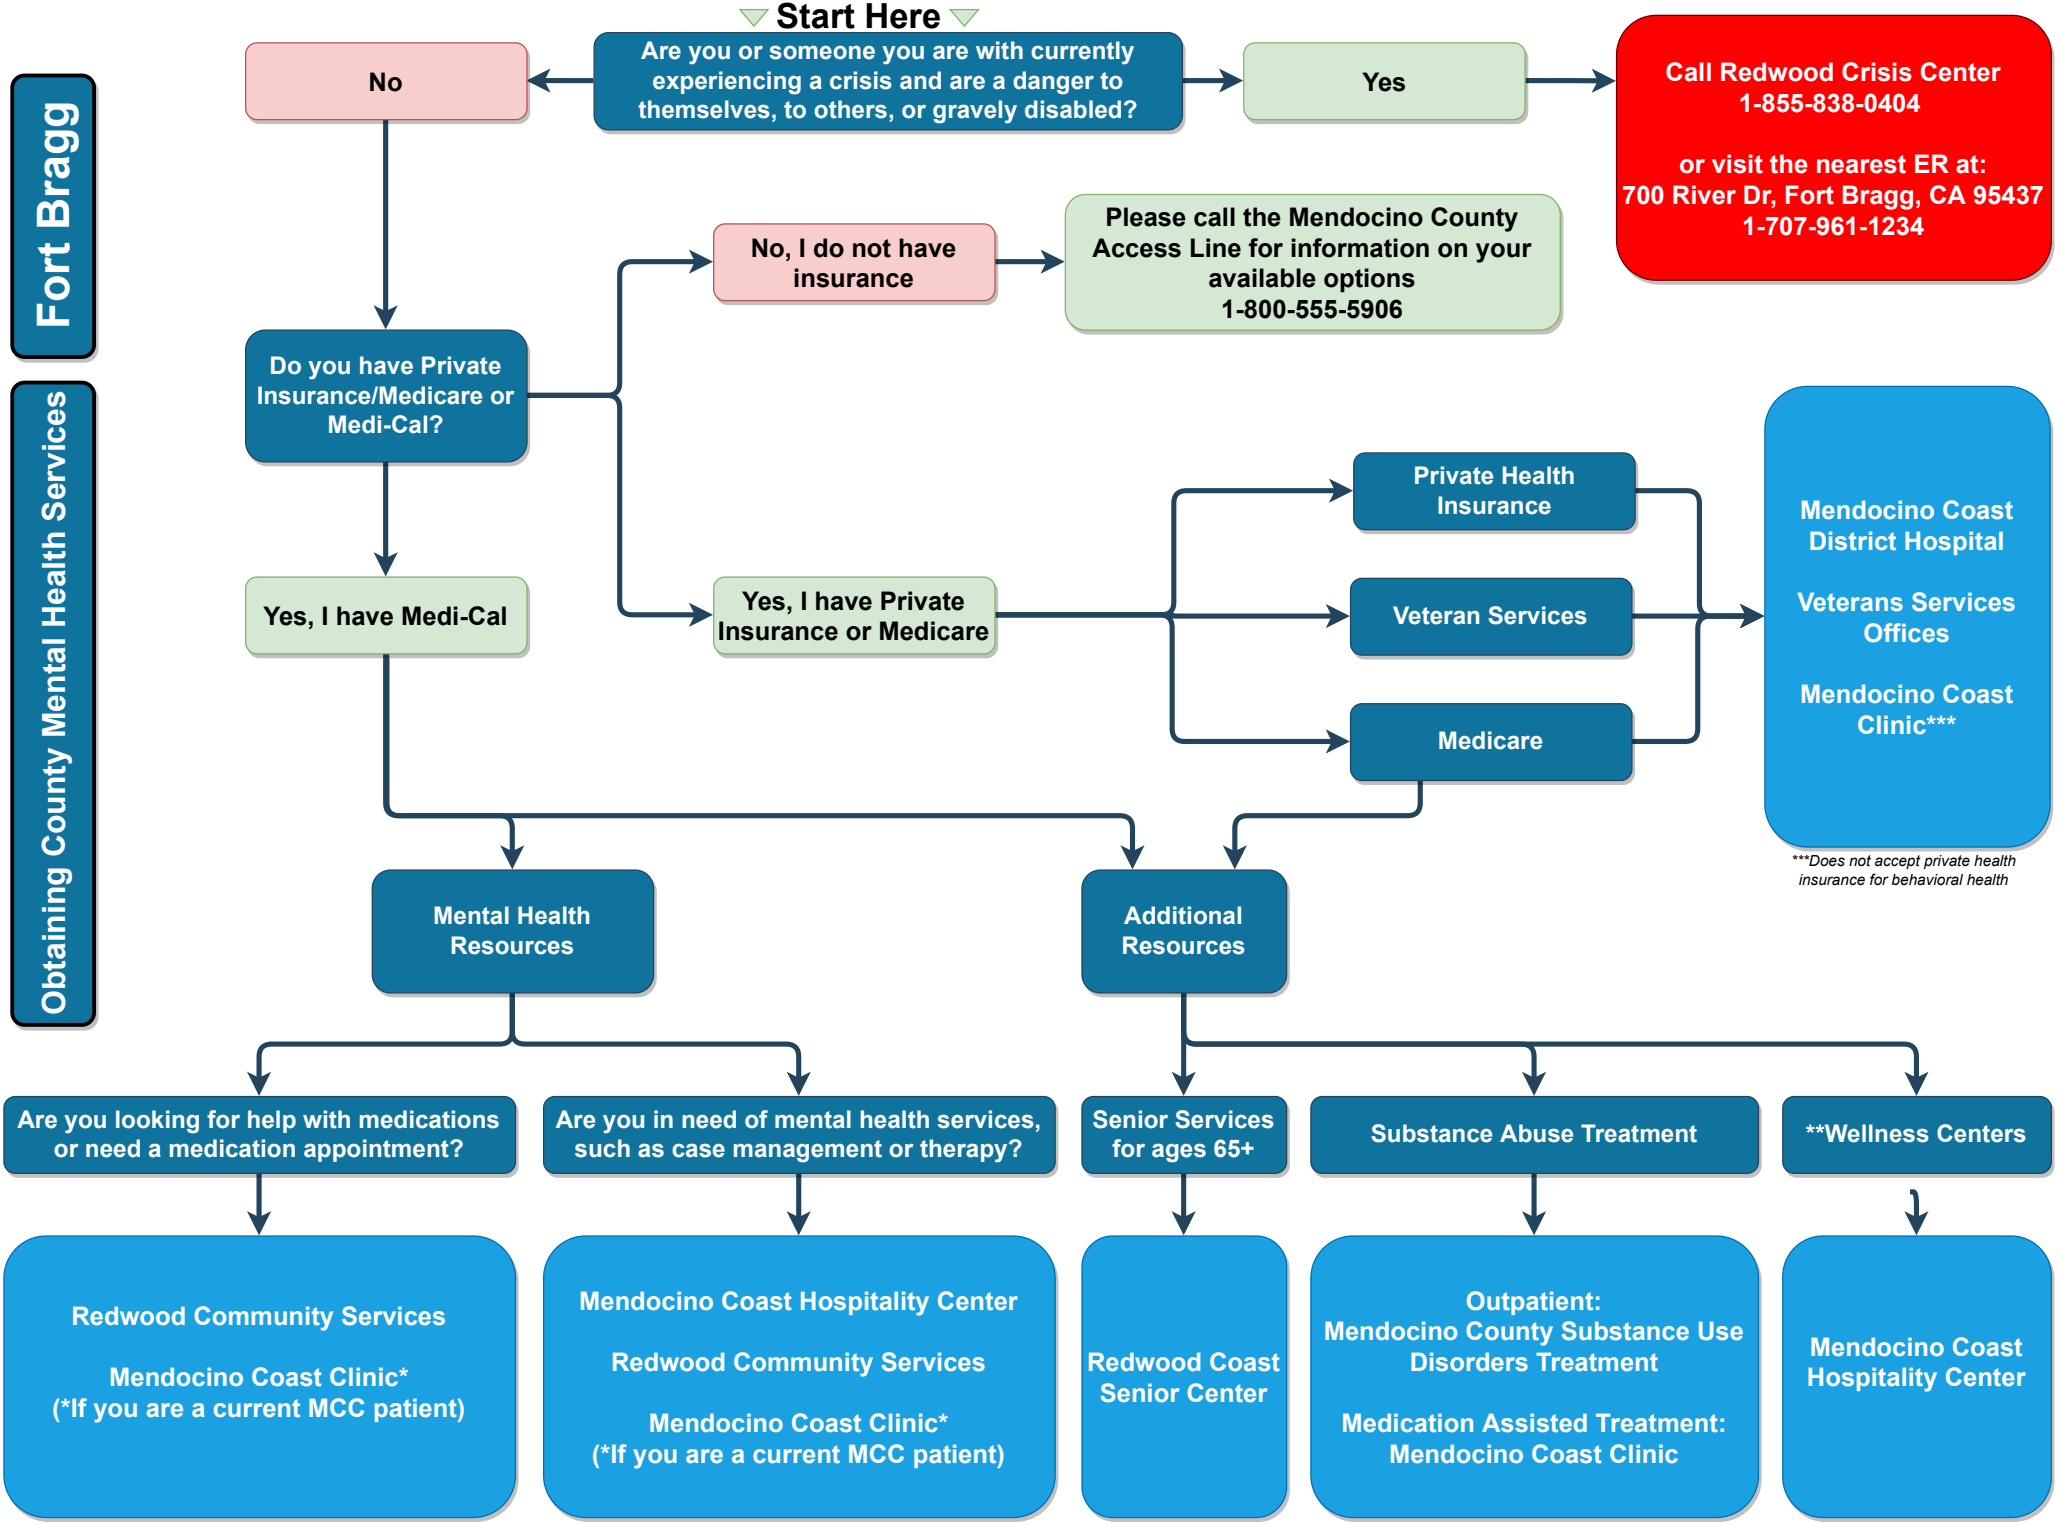 Start Here
Are you or someone you are with currently
experiencing a crisis and are a danger to
themselves, to others, or gravely disabled?
No
Yes
Call Redwood Crisis Center
1-855-838-0404
or visit the nearest ER at:
700 River Dr, Fort Bragg, CA 95437
1-707-961-1234
Fort Bragg
Obtaining County Mental Health Services
No, I do not have
insurance
Please call the Mendocino County
Access Line for information on your
available options
1-800-555-5906
Do you have Private
Insurance/Medicare or
Medi-Cal?
Yes, I have Medi-Cal
Yes, I have Private
Insurance or Medicare
Private Health
Insurance
Veteran Services
Medicare
Mendocino Coast
District Hospital
Veterans Services
Offices
Mendocino Coast
Clinic***
***Does not accept private health
insurance for behavioral health
Mental Health
Resources
Additional
Resources
Are you looking for help with medications
or need a medication appointment?
Are you in need of mental health services,
such as case management or therapy?
Senior Services
for ages 65+
Substance Abuse Treatment
**Wellness Centers
Redwood Community Services
Mendocino Coast Clinic*
(*If you are a current MCC patient)
Mendocino Coast Hospitality Center
Redwood Community Services
Mendocino Coast Clinic*
(*If you are a current MCC patient)
Redwood Coast
Senior Center
Outpatient:
Mendocino County Substance Use
Disorders Treatment
Medication Assisted Treatment:
Mendocino Coast Clinic
Mendocino Coast
Hospitality Center